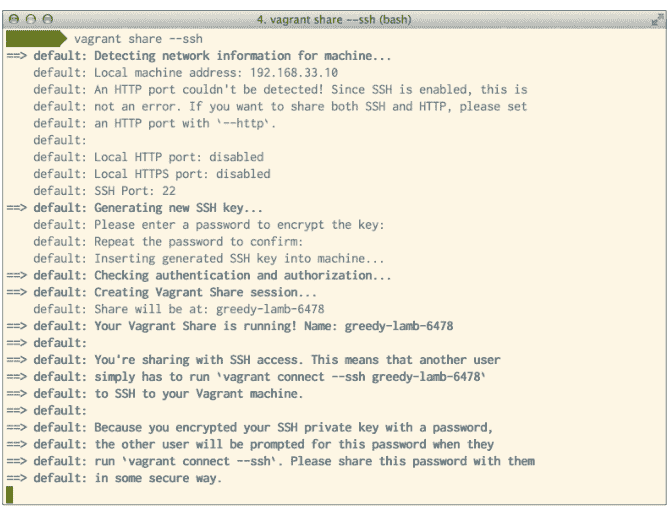 4. vagrant share --ssh (bash)
vagrant share --ssh
==> default: Detecting network information for machine...
default: Local machine address: 192.168.33.10
default: An HTTP port couldn't be detected! Since SSH is enabled, this is
default: not an error. If you want to share both SSH and HTTP, please set
default: an HTTP port with `--http`.
default:
default: Local HTTP port: disabled
default: Local HTTPS port: disabled
default: SSH Port: 22
==> default: Generating new SSH key...
default: Please enter a password to encrypt the key:
default: Repeat the password to confirm:
default: Inserting generated SSH key into machine...
==> default: Checking authentication and authorization...
==> default: Creating Vagrant Share session...
default: Share will be at: greedy-lamb-6478
==> default: Your Vagrant Share is running! Name: greedy-lamb-6478
==> default:
==> default: You're sharing with SSH access. This means that another user
==> default: simply has to run `vagrant connect --ssh greedy-lamb-6478`
==> default: to SSH to your Vagrant machine.
==> default:
==> default: Because you encrypted your SSH private key with a password,
==> default: the other user will be prompted for this password when they
==> default: run `vagrant connect --ssh`. Please share this password with them
==> default: in some secure way.